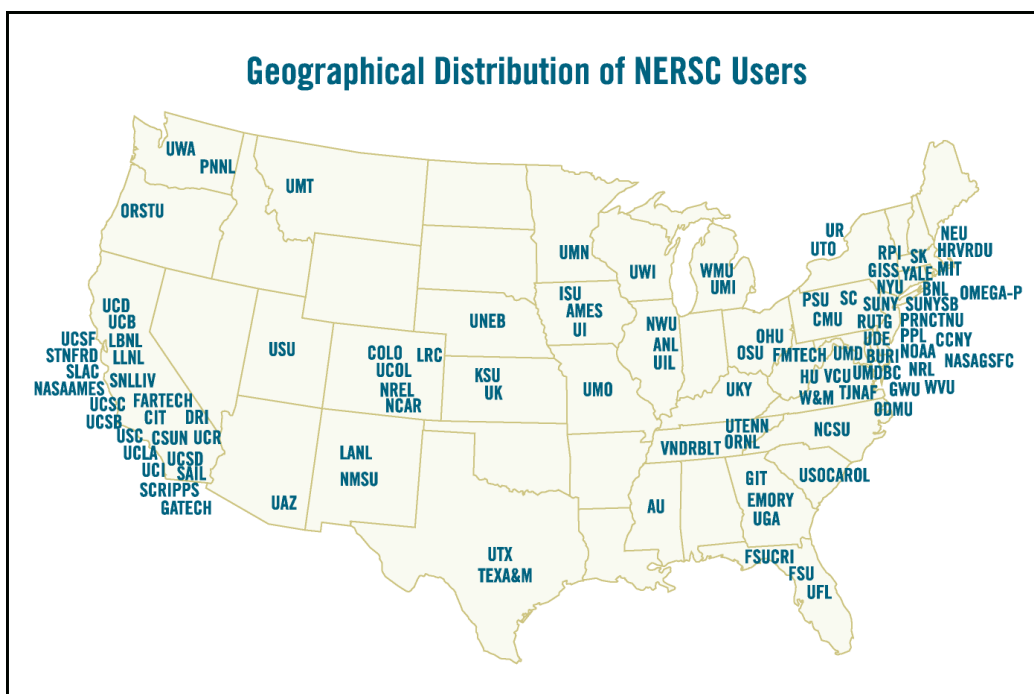 Geographical Distribution of NERSC Users
UWA
PNNL
ORSTU
UMT
UCD
UCB
UCSF
LBNL
STNFRD
LLNL
SLAC
SNLLIV
NASAAMES
FARTECH
UCSC
CIT
DRI
UCSB
USC
CSUN
UCR
UCLA
UCSD
UCI
SAIL
SCRIPPS
GATECH
USU
UAZ
COLO
LRC
UCOL
NREL
NCAR
LANL
NMSU
UNEB
KSU
UK
UTX
TEXA&M
UMN
ISU
AMES
UI
UMO
UWI
NWU
ANL
UIL
WMU
UMI
OHU
OSU
UKY
UTENN
ORNL
VNDRBLT
AU
GIT
EMORY
UGA
FSUCRI
FSU
UFL
USOCAROL
NCSU
UR
UTO
RPI
SK
NEU
HRVRDU
GISS
YALE
MIT
NYU
BNL
OMEGA-P
PSU
SC
SUNY
SUNYSB
CMU
RUTG
PRNCTNU
UDE
PPL
CCNY
FMTECH
UMD
BURI
NOAA
NASAGSFC
HU
VCU
UMDBC
NRL
W&M
TJNAF
GWU
WVU
ODMU